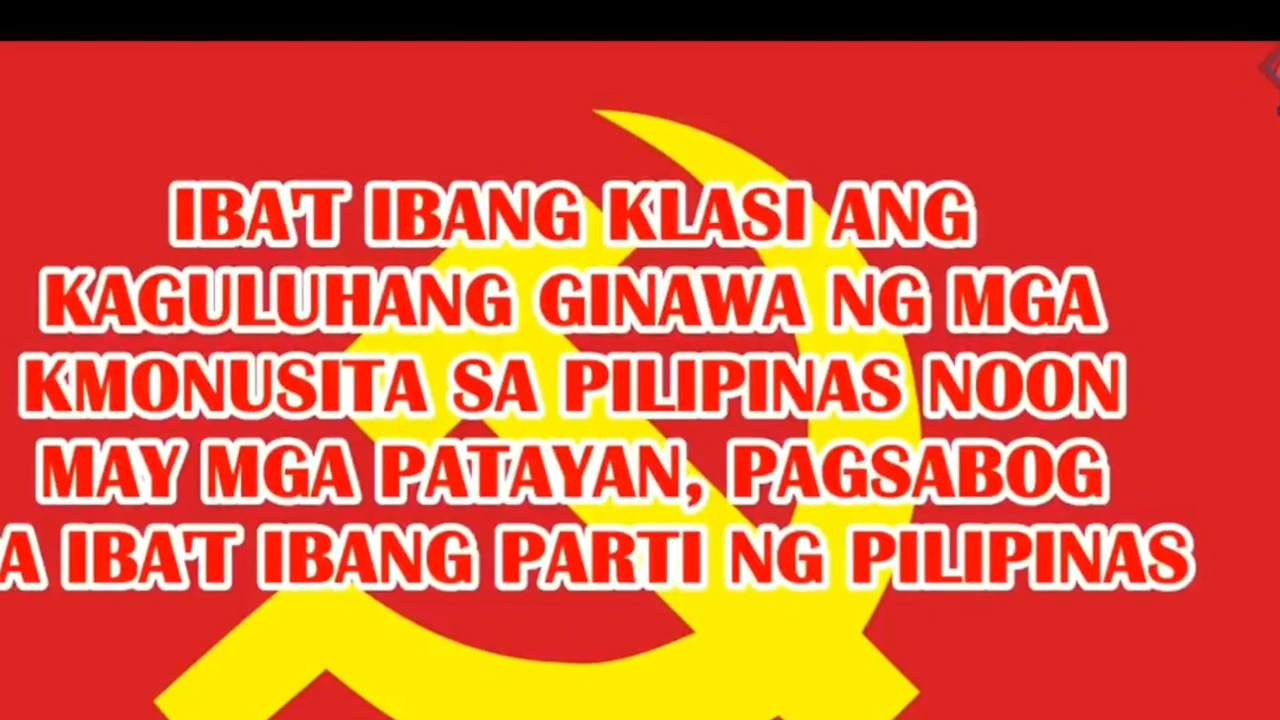 IBA'T IBANG KLASI ANG
KAGULUHANG GINAWA NG MGA
KMONUSITA SA PILIPINAS NOON
MAY MGA PATAYAN, PAGSABOG
A IBA'T IBANG PARTI NG PILIPINAS